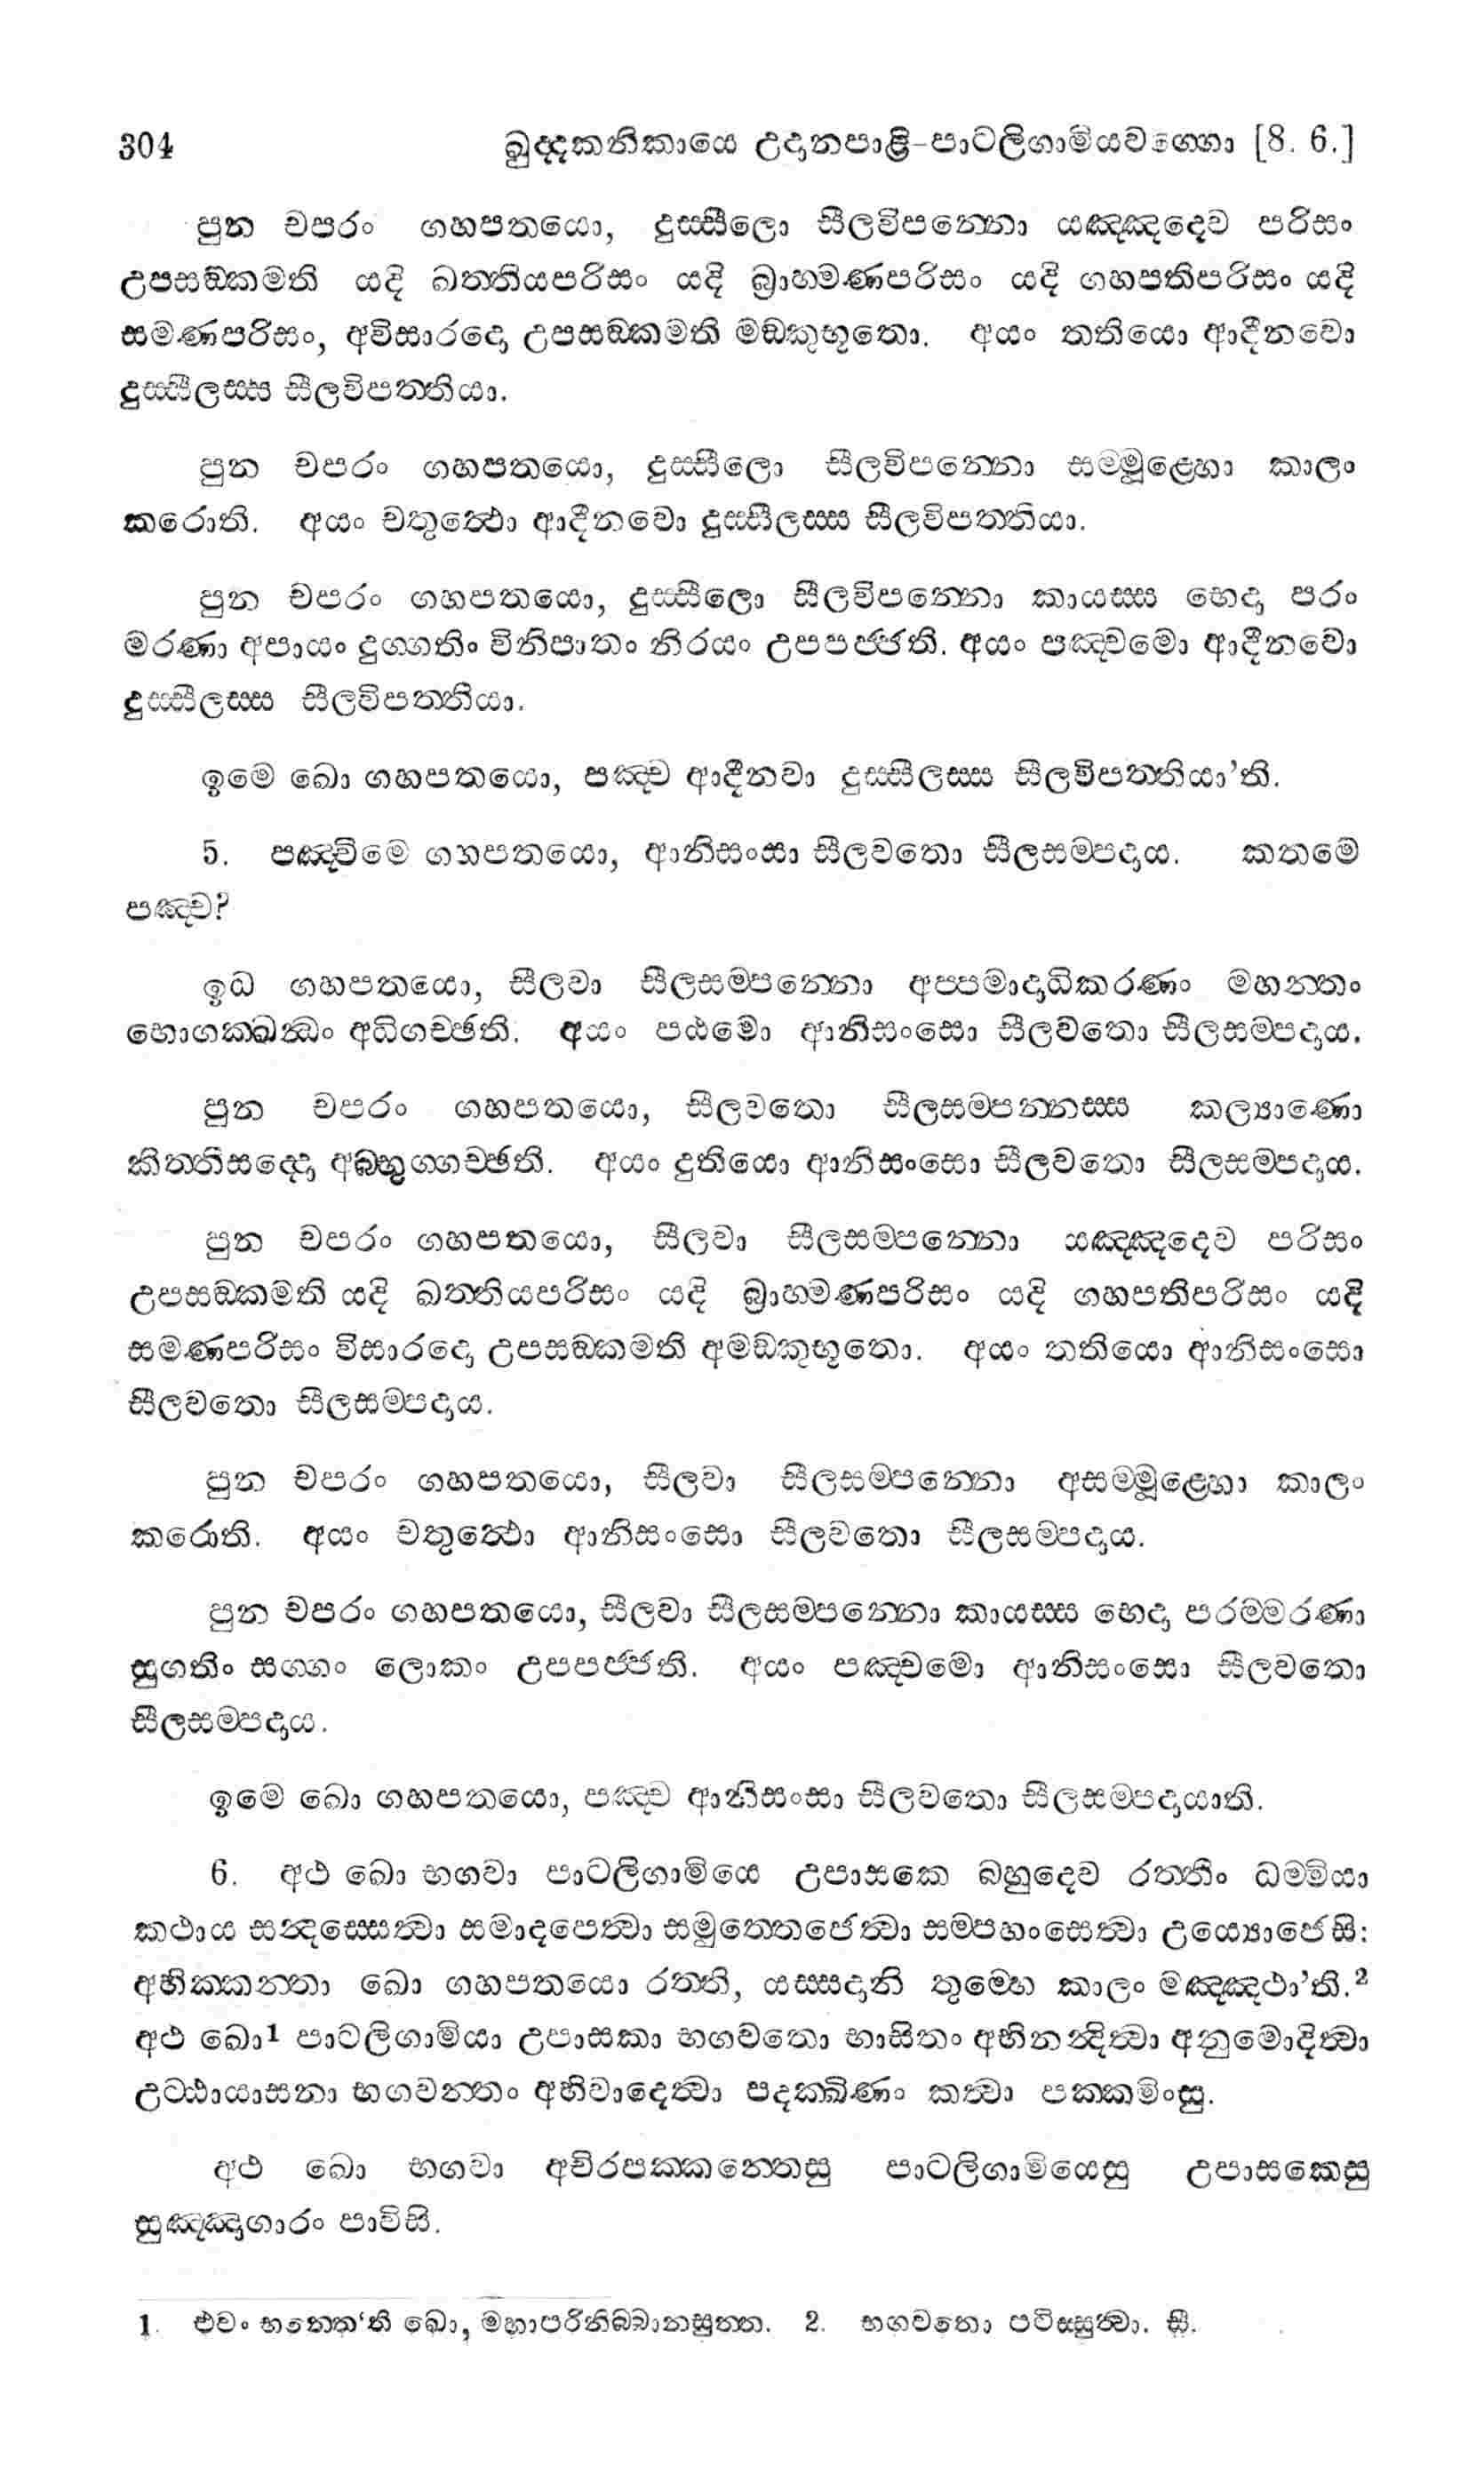 304 ඛුද්දකනිකායෙ උදානපාළි-පාටලිගාමියවග්ගො [8. 6.]
පුන චපරං ගහපතයො, දුස්සීලො සීලවිපන්නො යඤ්ඤදෙව පරිසං
උපසඞ්කමති යදි ඛත්තියපරිසං යදි බ්‍රාහ්මණපරිසං යදි ගහපතිපරිසං යදි
සමණපරිසං, අවිසාරදො උපසඞ්කමති මඞ්කුභූතො. අයං තතියො ආදීනවො
දුස්සීලස්ස සීලවිපත්තියා.
පුන චපරං ගහපතයො, දුස්සීලො සීලවිපන්නො සම්මූළ්හො කාලං
කරොති. අයං චතුත්ථො ආදීනවො දුස්සීලස්ස සීලවිපත්තියා.
පුන චපරං ගහපතයො, දුස්සීලො සීලවිපන්නො කායස්ස භෙදා පරං
මරණා අපායං දුග්ගතිං විනිපාතං නිරයං උපපජ්ජති. අයං පඤ්චමො ආදීනවො
දුස්සීලස්ස සීලවිපත්තියා.
ඉමෙ ඛො ගහපතයො, පඤ්ච ආදීනවා දුස්සීලස්ස සීලවිපත්තියා’ති.
5. පඤ්චිමෙ ගහපතයො, ආනිසංසා සීලවතො සීලසම්පදාය. කතමෙ
පඤ්ච?
ඉධ ගහපතයො, සීලවා සීලසම්පන්නො අප්පමාදාධිකරණං මහන්තං
භොගක්ඛන්ධං අධිගච්ඡති. අයං පඨමො ආනිසංසො සීලවතො සීලසම්පදාය.
පුන චපරං ගහපතයො, සීලවතො සීලසම්පන්නස්ස කල්‍යාණො
කිත්තිසද්දො අබ්භුග්ගච්ඡති. අයං දුතියො ආනිසංසො සීලවතො සීලසම්පදාය.
පුන චපරං ගහපතයො, සීලවා සීලසම්පන්නො යඤ්ඤදෙව පරිසං
උපසඞ්කමති යදි ඛත්තියපරිසං යදි බ්‍රාහ්මණපරිසං යදි ගහපතිපරිසං යදි
සමණපරිසං විසාරදො උපසඞ්කමති අමඞ්කුභූතො. අයං තතියො ආනිසංසො
සීලවතො සීලසම්පදාය.
පුන චපරං ගහපතයො, සීලවා සීලසම්පන්නො අසම්මූළ්හො කාලං
කරොති. අයං චතුත්ථො ආනිසංසො සීලවතො සීලසම්පදාය.
පුන චපරං ගහපතයො, සීලවා සීලසම්පන්නො කායස්ස භෙදා පරම්මරණා
සුගතිං සග්ගං ලොකං උපපජ්ජති. අයං පඤ්චමො ආනිසංසො සීලවතො
සීලසම්පදාය.
ඉමෙ ඛො ගහපතයො, පඤ්ච ආනිසංසා සීලවතො සීලසම්පදායාති.
6. අථ ඛො භගවා පාටලිගාමියෙ උපාසකෙ බහුදෙව රත්තිං ධම්මියා
කථාය සන්දස්සෙත්වා සමාදපෙත්වා සමුත්තෙජෙත්වා සම්පහංසෙත්වා උය්‍යොජෙසි:
අභික්කන්තා ඛො ගහපතයො රත්ති, යස්සදානි තුම්හෙ කාලං මඤ්ඤථා’ති.²
අථ ඛො¹ පාටලිගාමියා උපාසකා භගවතො භාසිතං අභිනන්දිත්වා අනුමොදිත්වා
උට්ඨායාසනා භගවන්තං අභිවාදෙත්වා පදක්ඛිණං කත්වා පක්කමිංසු.
අථ ඛො භගවා අචිරපක්කන්තෙසු පාටලිගාමියෙසු උපාසකෙසු
සුඤ්ඤාගාරං පාවිසි.
1. එවං භන්තෙ‘ති ඛො, මහාපරිනිබ්බානසුත්ත. 2. භගවතො පටිස්සුත්වා. සී.